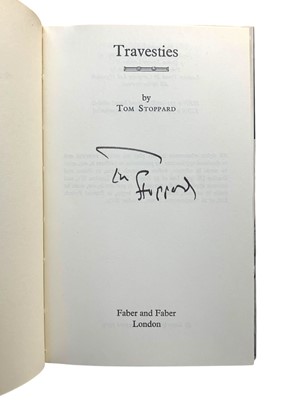 Travesties
by
Tom Stoppard
Tom Stoppard
Faber and Faber
London